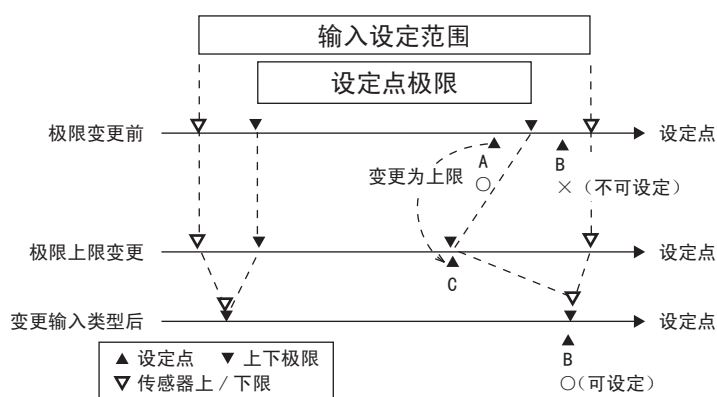 输入设定范围
设定点极限
极限变更前
设定点
A
B
变更为上限
○
×（不可设定）
极限上限变更
设定点
C
变更输入类型后
设定点
▲ 设定点 ▼ 上下极限
▽ 传感器上 / 下限
B
○(可设定)